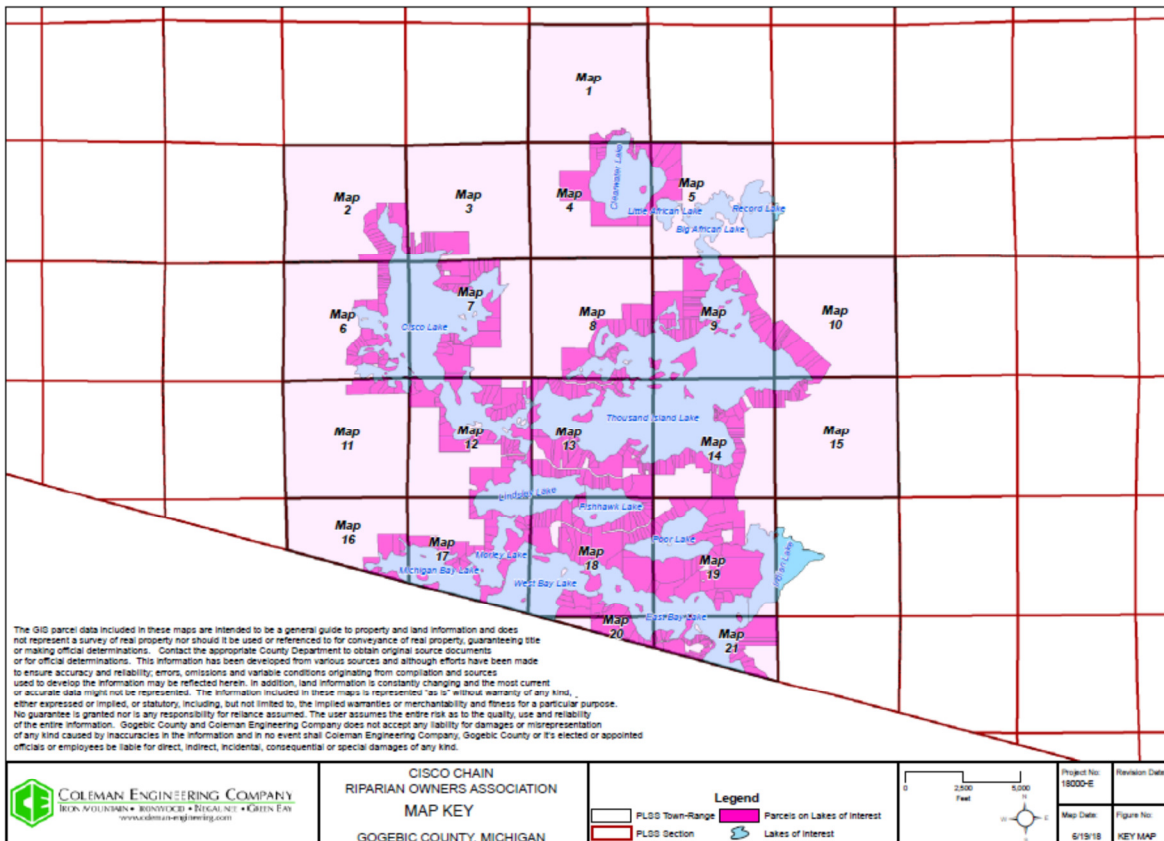 Map
1
Map
2
Map
3
Map
4
Map
5
Clearwater Lake
Little African Lake
Record Lake
Big African Lake
Map
6
Map
7
Cisco Lake
Map
8
Map
9
Map
10
Map
11
Map
12
Map
13
Thousand Island Lake
Map
14
Map
15
Lindsley Lake
Fishhawk Lake
Map
16
Map
17
Morley Lake
Michigan Bay Lake
Map
18
West Bay Lake
Poor Lake
Map
19
Indian Lake
Map
20
East Bay Lake
Map
21
The GIS parcel data included in these maps are intended to be a general guide to property and land information and does
not represent a survey of real property nor should it be used or referenced to for conveyance of real property, guaranteeing title
or making official determinations. Contact the appropriate County Department to obtain original source documents
or for official determinations. This information has been developed from various sources and although efforts have been made
to ensure accuracy and reliability; errors, omissions and variable conditions originating from compilation and sources
used to develop the information may be reflected herein. In addition, land information is constantly changing and the most current
or accurate data might not be represented. The information included in these maps is represented "as is" without warranty of any kind,
either expressed or implied, or statutory, including, but not limited to, the implied warranties or merchantability and fitness for a particular purpose.
No guarantee is granted nor is any responsibility for reliance assumed. The user assumes the entire risk as to the quality, use and reliability
of the entire information. Gogebic County and Coleman Engineering Company does not accept any liability for damages or misrepresentation
of any kind caused by inaccuracies in the information and in no event shall Coleman Engineering Company, Gogebic County or it's elected or appointed
officials or employees be liable for direct, indirect, incidental, consequential or special damages of any kind.
COLEMAN ENGINEERING COMPANY
IRON MOUNTAIN • IRONWOOD • NEGAUNEE • GREEN BAY
www.coleman-engineering.com
CISCO CHAIN
RIPARIAN OWNERS ASSOCIATION
MAP KEY
GOGEBIC COUNTY, MICHIGAN
Legend
PLSS Town-Range
Parcels on Lakes of Interest
PLSS Section
Lakes of Interest
0 2,500 5,000
Feet
N
W
E
Project No:
18000-E
Revision Date
Map Date:
6/19/18
Figure No:
KEY MAP